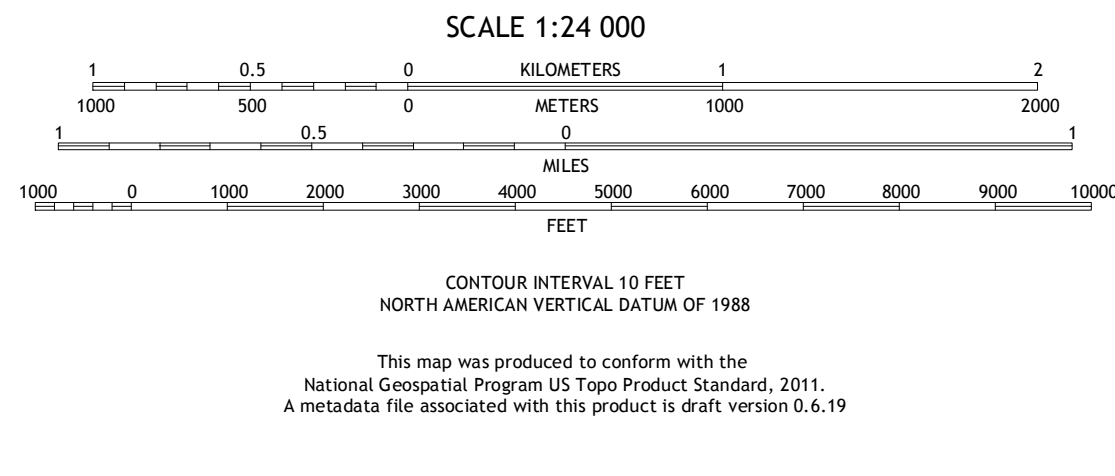 SCALE 1:24 000
1 0.5 0 KILOMETERS 1 2
1000 500 0 METERS 1000 2000
1 0.5 0 1
MILES
1000 0 1000 2000 3000 4000 5000 6000 7000 8000 9000 10000
FEET
CONTOUR INTERVAL 10 FEET
NORTH AMERICAN VERTICAL DATUM OF 1988
This map was produced to conform with the
National Geospatial Program US Topo Product Standard, 2011.
A metadata file associated with this product is draft version 0.6.19